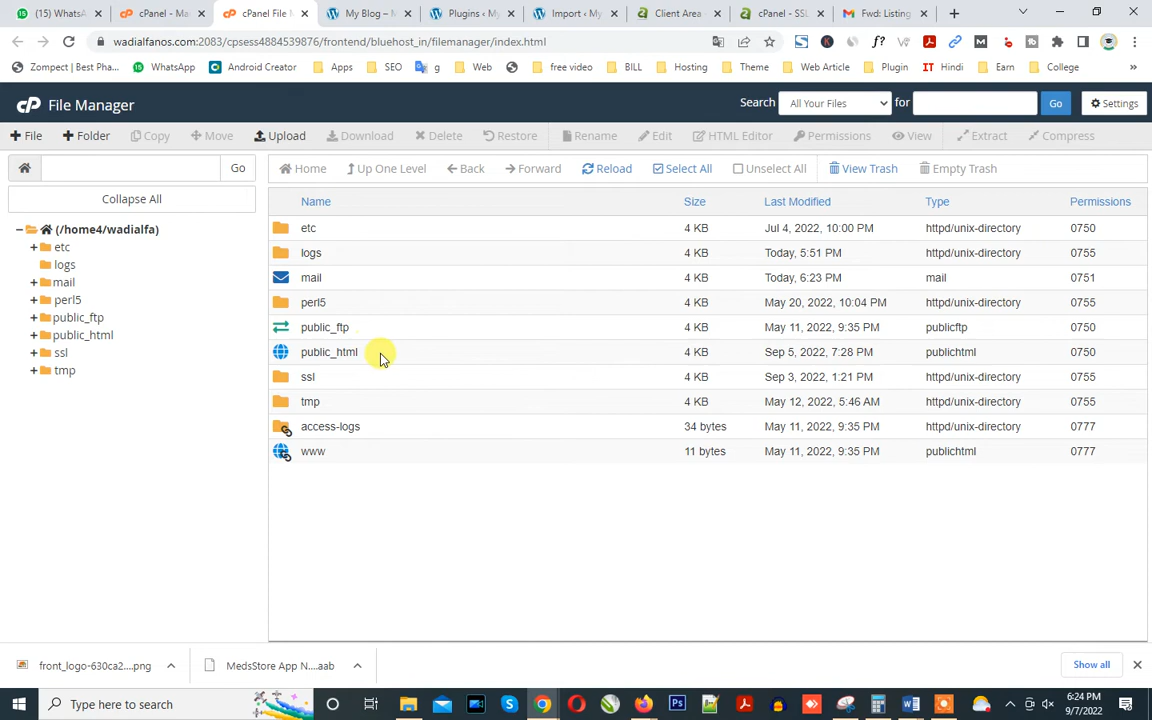 (15) WhatsA
cPanel - Ma
cPanel File M
My Blog – M
Plugins ‹ My
Import ‹ My
Client Area
cPanel - SSL
Fwd: Listing
wadialfanos.com:2083/cpsess4884539876/frontend/bluehost_in/filemanager/index.html
Zompect | Best Pha...
WhatsApp
Android Creator
Apps
SEO
g
Web
free video
BILL
Hosting
Theme
Web Article
Plugin
Hindi
Earn
College
»
cP File Manager
Search
All Your Files
for
Go
Settings
File
Folder
Copy
Move
Upload
Download
Delete
Restore
Rename
Edit
HTML Editor
Permissions
View
Extract
Compress
Go
Home
Up One Level
Back
Forward
Reload
Select All
Unselect All
View Trash
Empty Trash
Collapse All
(/home4/wadialfa)
etc
logs
mail
perl5
public_ftp
public_html
ssl
tmp
Name Size Last Modified Type Permissions
etc 4 KB Jul 4, 2022, 10:00 PM httpd/unix-directory 0750
logs 4 KB Today, 5:51 PM httpd/unix-directory 0755
mail 4 KB Today, 6:23 PM mail 0751
perl5 4 KB May 20, 2022, 10:04 PM httpd/unix-directory 0755
public_ftp 4 KB May 11, 2022, 9:35 PM publicftp 0750
public_html 4 KB Sep 5, 2022, 7:28 PM publichtml 0750
ssl 4 KB Sep 3, 2022, 1:21 PM httpd/unix-directory 0755
tmp 4 KB May 12, 2022, 5:46 AM httpd/unix-directory 0755
access-logs 34 bytes May 11, 2022, 9:35 PM httpd/unix-directory 0777
www 11 bytes May 11, 2022, 9:35 PM publichtml 0777
front_logo-630ca2....png
MedsStore App N....aab
Show all
Type here to search
6:24 PM
9/7/2022